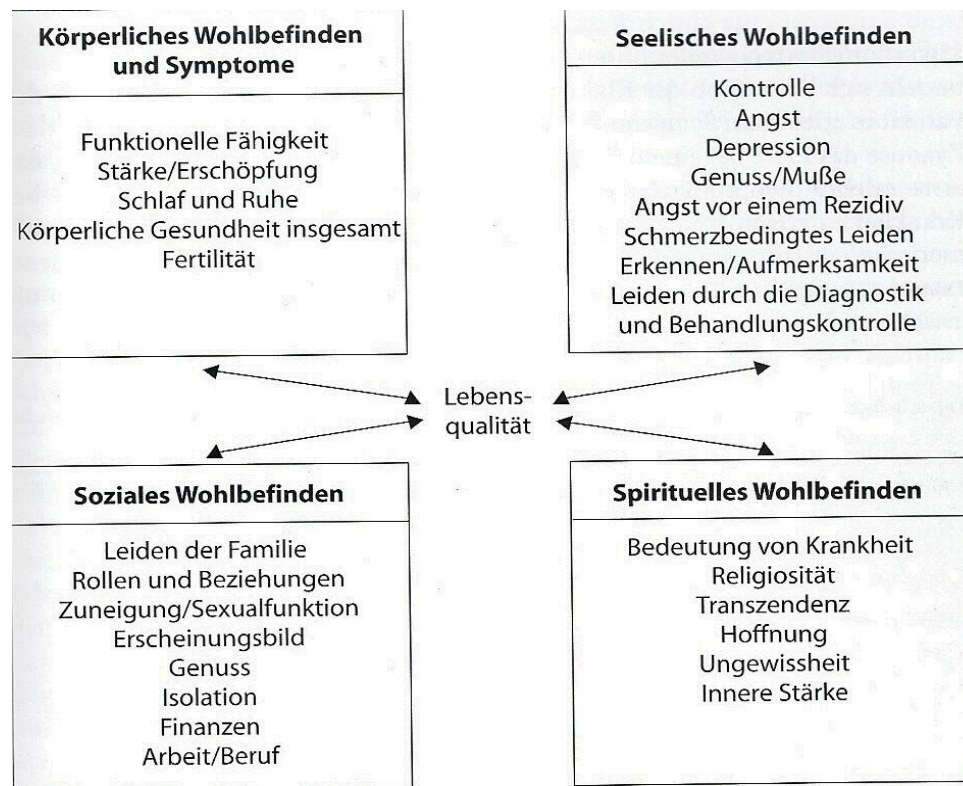 Körperliches Wohlbefinden
und Symptome
Funktionelle Fähigkeit
Stärke/Erschöpfung
Schlaf und Ruhe
Körperliche Gesundheit insgesamt
Fertilität
Seelisches Wohlbefinden
Kontrolle
Angst
Depression
Genuss/Muße
Angst vor einem Rezidiv
Schmerzbedingtes Leiden
Erkennen/Aufmerksamkeit
Leiden durch die Diagnostik
und Behandlungskontrolle
Lebens-
qualität
Soziales Wohlbefinden
Leiden der Familie
Rollen und Beziehungen
Zuneigung/Sexualfunktion
Erscheinungsbild
Genuss
Isolation
Finanzen
Arbeit/Beruf
Spirituelles Wohlbefinden
Bedeutung von Krankheit
Religiosität
Transzendenz
Hoffnung
Ungewissheit
Innere Stärke